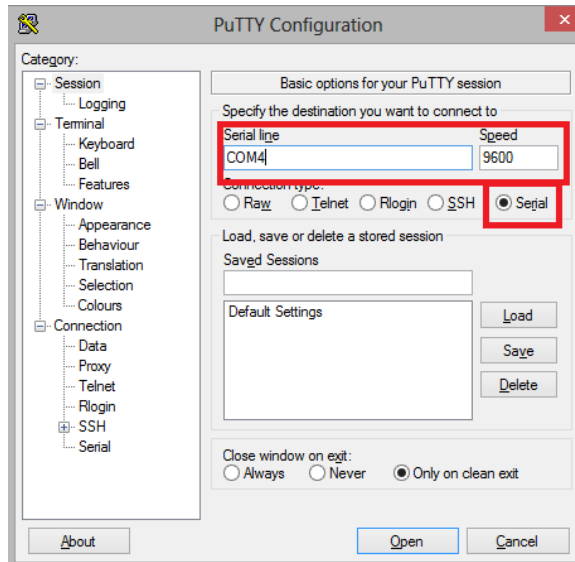 PuTTY Configuration
Category:
Session
Logging
Terminal
Keyboard
Bell
Features
Window
Appearance
Behaviour
Translation
Selection
Colours
Connection
Data
Proxy
Telnet
Rlogin
SSH
Serial
Basic options for your PuTTY session
Specify the destination you want to connect to
Serial line Speed
COM4 9600
Connection type:
Raw Telnet Rlogin SSH Serial
Load, save or delete a stored session
Saved Sessions
Default Settings
Load
Save
Delete
Close window on exit:
Always Never Only on clean exit
About Open Cancel